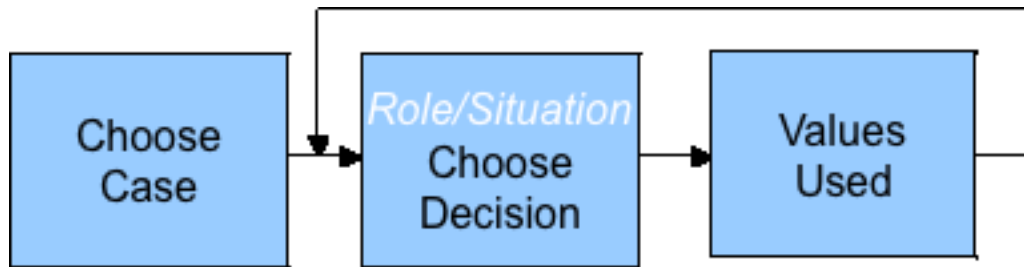 Choose
Case
Role/Situation
Choose
Decision
Values
Used